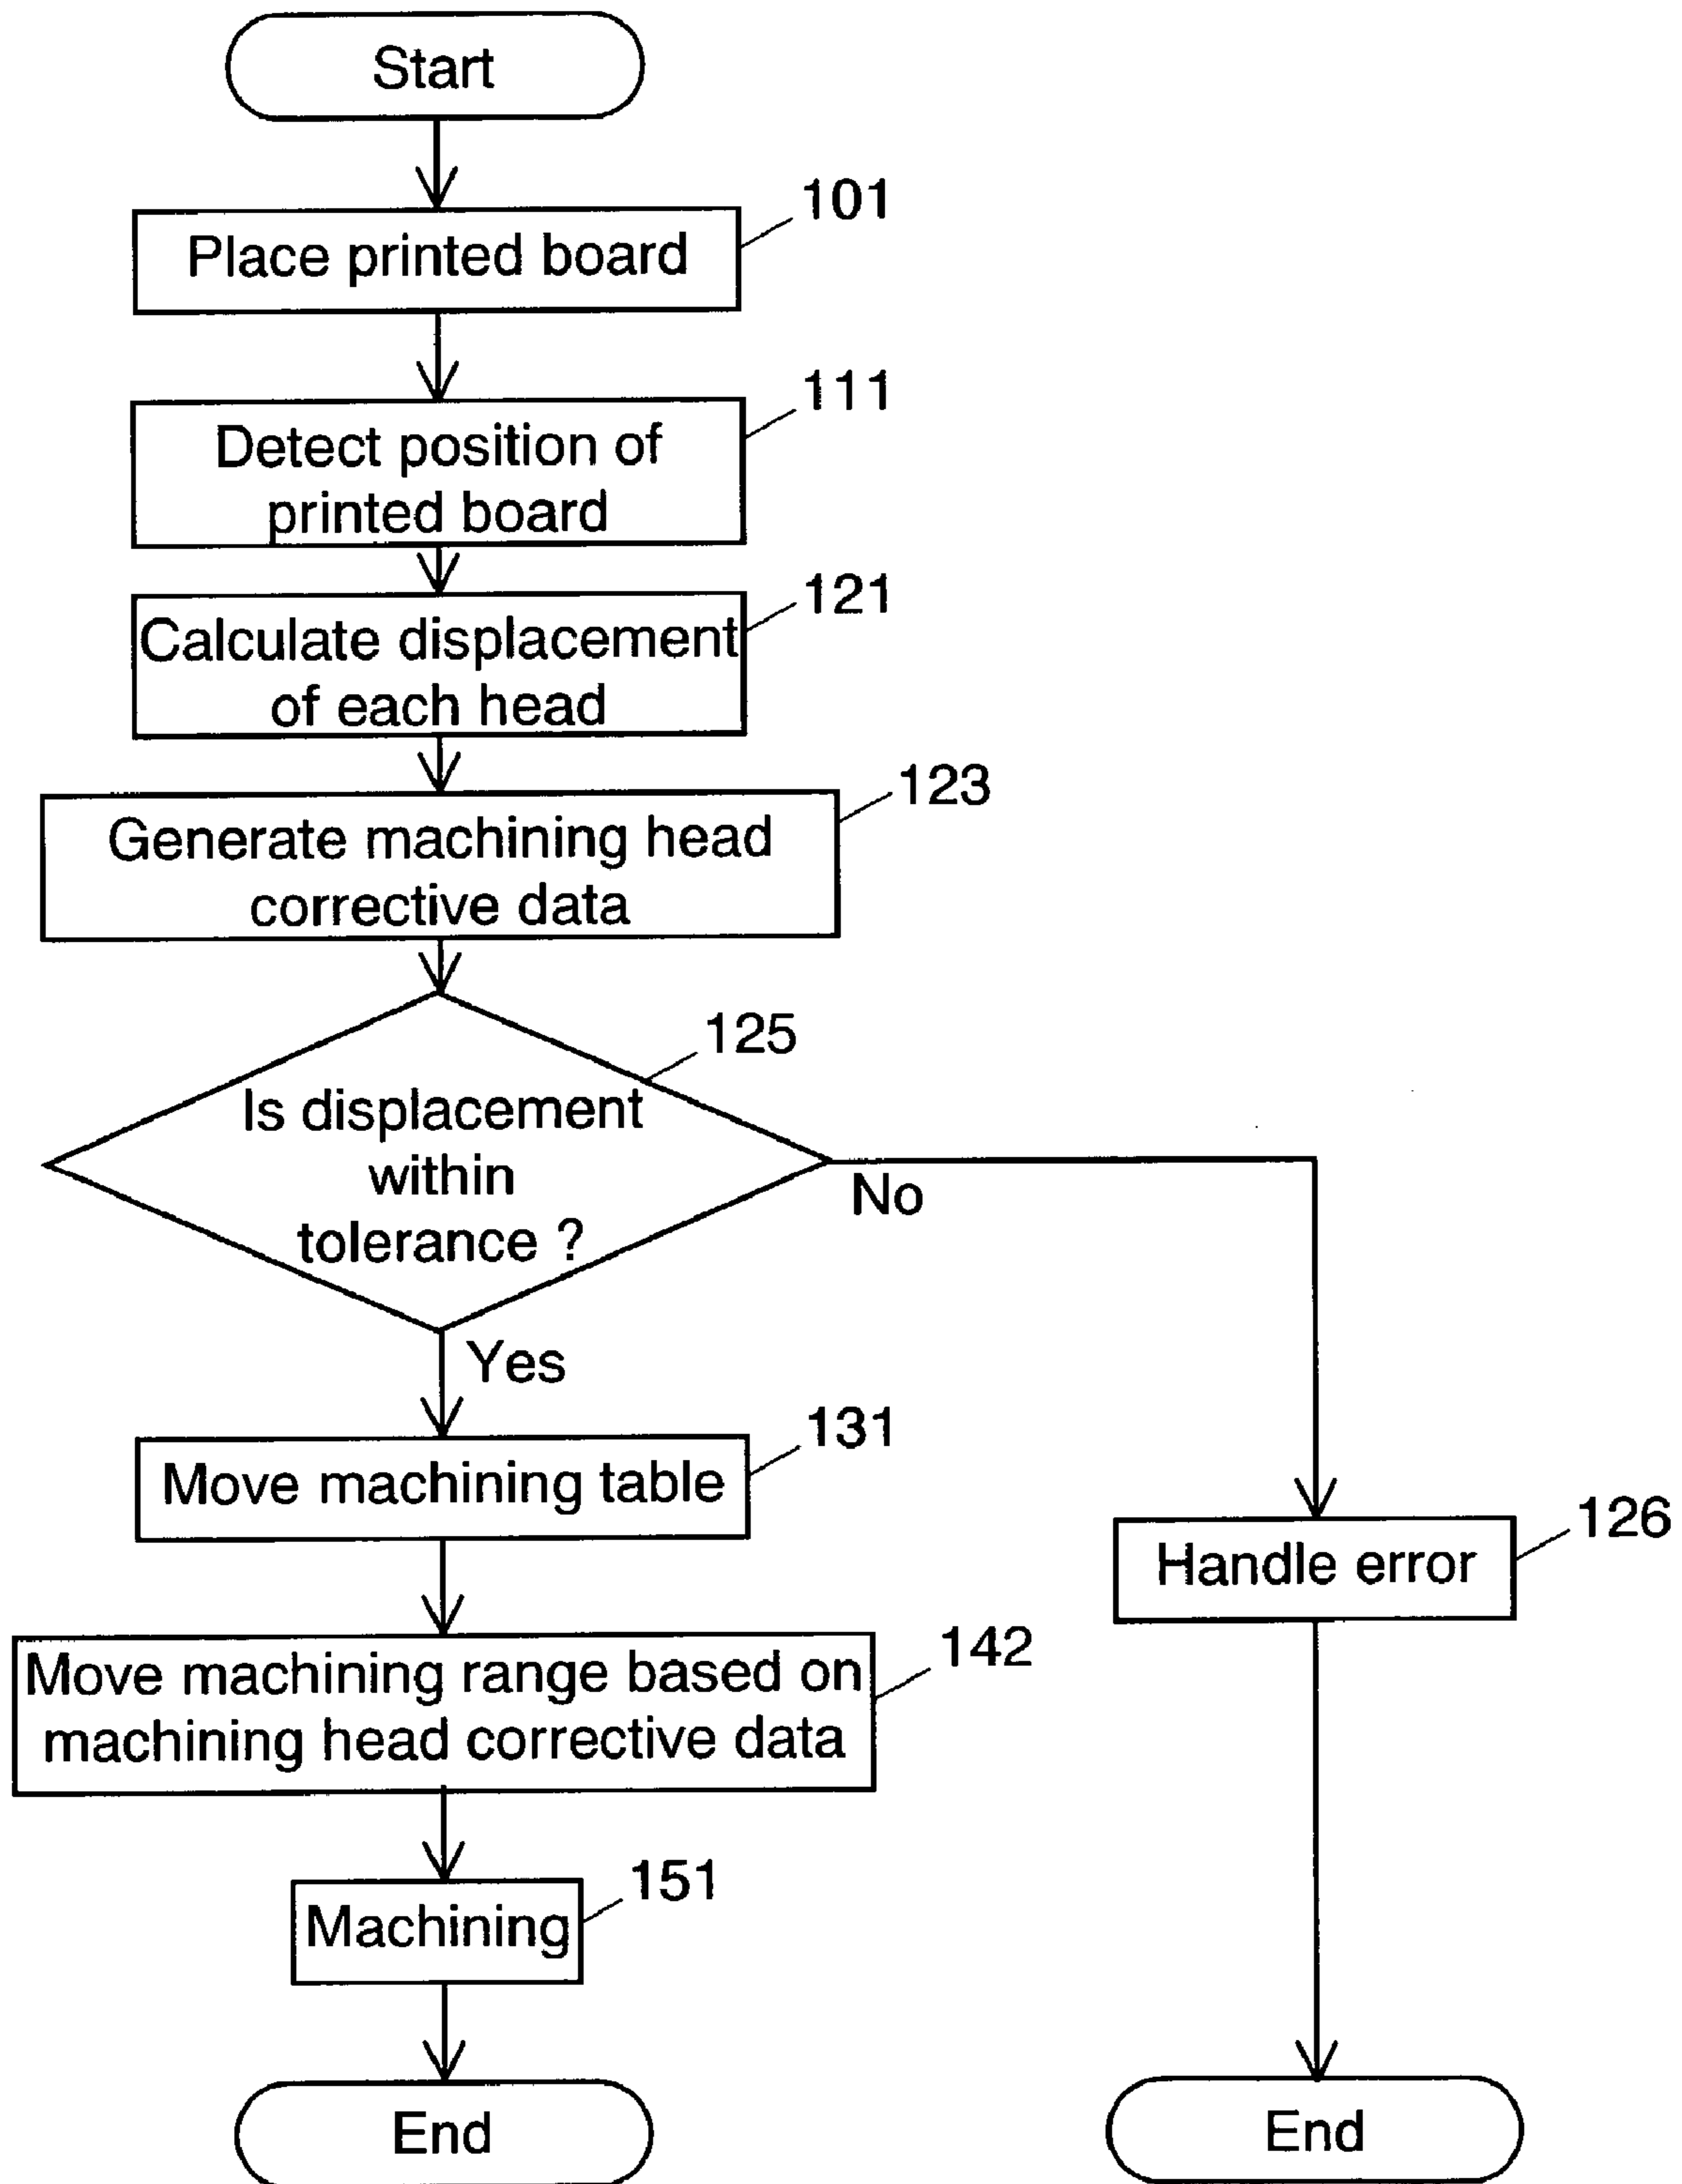 Start
101
Place printed board
111
Detect position of
printed board
121
Calculate displacement
of each head
123
Generate machining head
corrective data
125
Is displacement
within
tolerance ?
No
Yes
131
Move machining table
126
Handle error
142
Move machining range based on
machining head corrective data
151
Machining
End
End